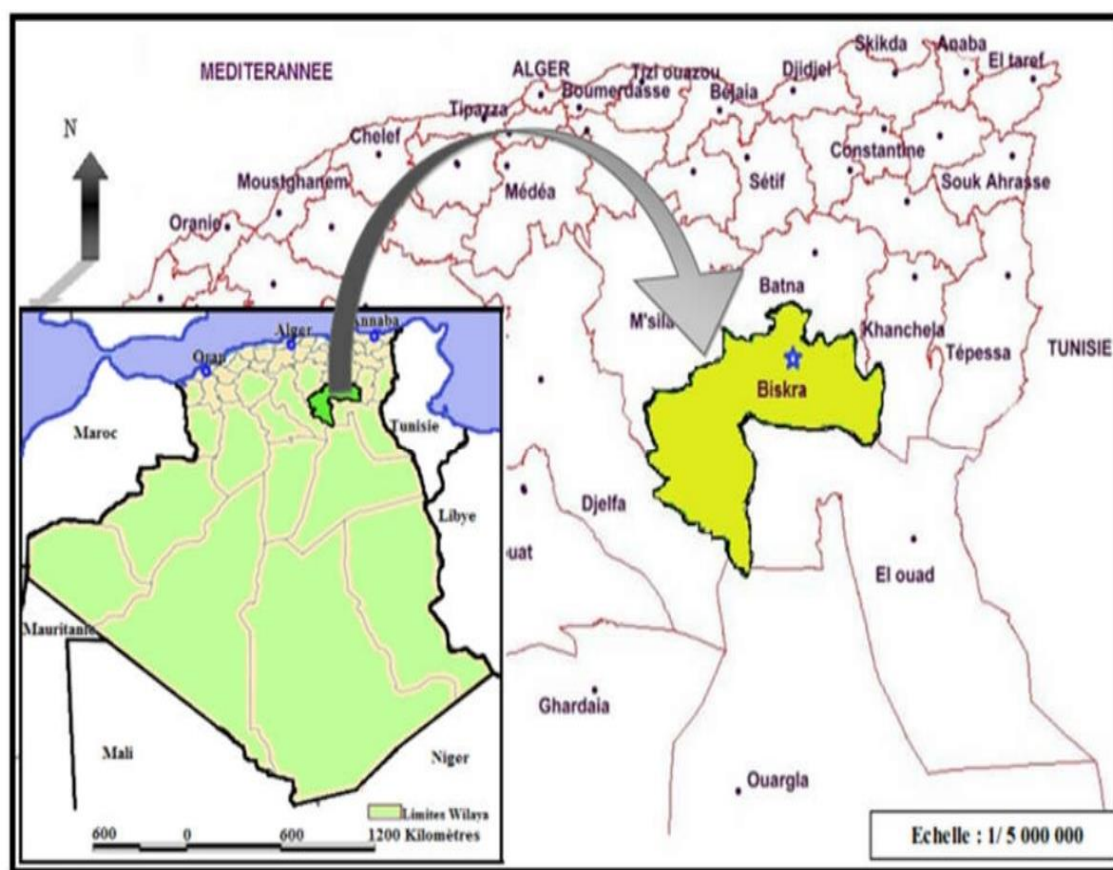 Skikda
Anaba
El taref
MEDITERANNEE
ALGER
Tizi ouazou
Djidjel
Boumerdasse
Bejaia
Tipazza
N
Chelef
Constantine
Moustghanem
Médéa
Sétif
Souk Ahrasse
Oranie
Batna
M'sila
Khanchela
Tépessa
TUNISIE
Biskra
Djelfa
uat
El ouad
Ghardaia
Ouargla
Echelle : 1/ 5 000 000
Annaba
Alger
Oran
Maroc
Tunisie
Libye
Mauritanie
Mali
Niger
Limites Wilaya
600 0 600 1200 Kilomètres